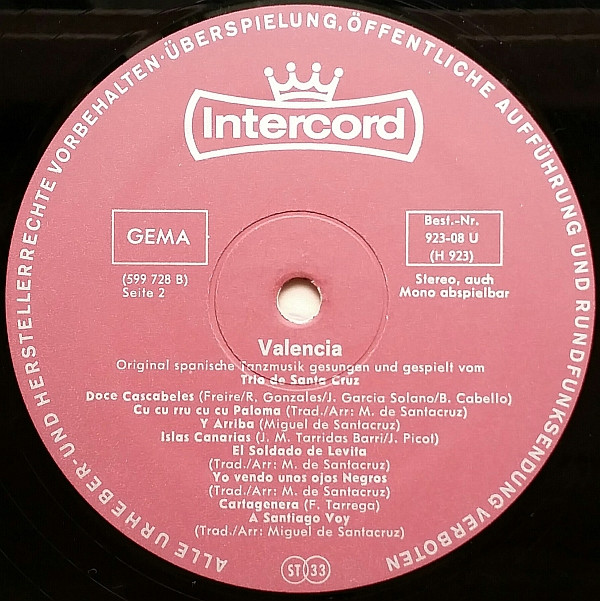 ALLE URHEBER- UND HERSTELLERRECHTE VORBEHALTEN · ÜBERSPIELUNG, ÖFFENTLICHE AUFFÜHRUNG UND RUNDFUNKSENDUNG VERBOTEN
Intercord
GEMA
Best.-Nr.
923-08 U
(H 923)
(599 728 B)
Seite 2
Stereo, auch
Mono abspielbar
Valencia
Original spanische Tanzmusik gesungen und gespielt vom
Trio de Santa Cruz
Doce Cascabeles (Freire/R. Gonzales/J. Garcia Solano/B. Cabello)
Cu cu rru cu cu Paloma (Trad./Arr: M. de Santacruz)
Y Arriba (Miguel de Santacruz)
Islas Canarias (J. M. Tarridas Barri/J. Picot)
El Soldado de Levita
(Trad./Arr: M. de Santacruz)
Yo vendo unos ojos Negros
(Trad./Arr: M. de Santacruz)
Cartagenera (F. Tarrega)
A Santiago Voy
(Trad./Arr: Miguel de Santacruz)
ST 33